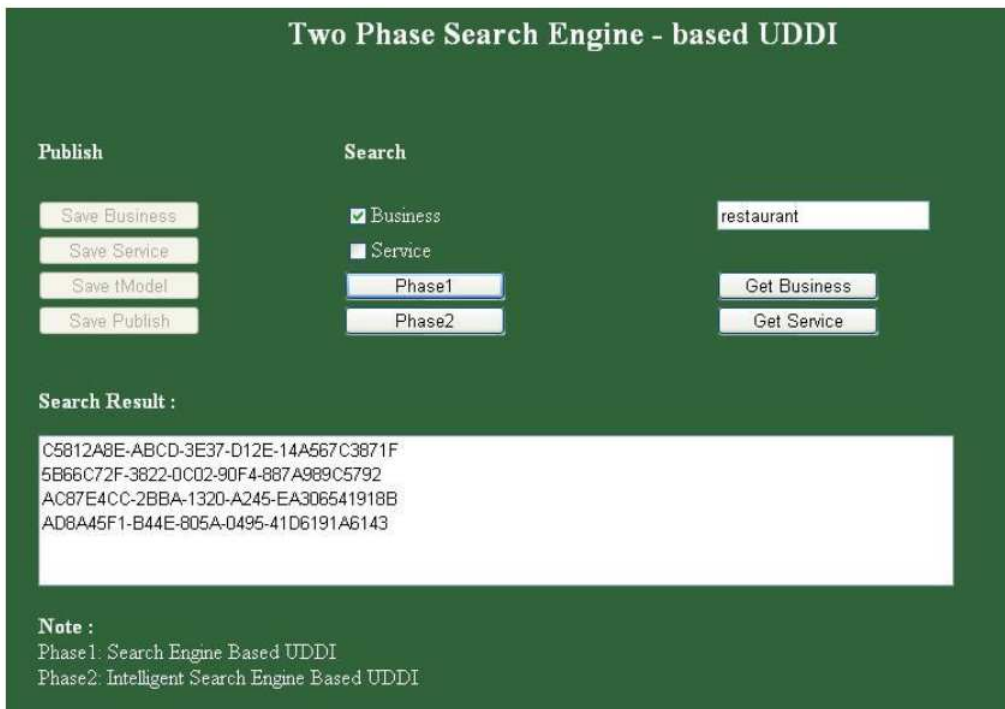 Two Phase Search Engine - based UDDI
Publish
Search
Save Business
Business
restaurant
Save Service
Service
Save tModel
Phase1
Get Business
Save Publish
Phase2
Get Service
Search Result :
C5812A8E-ABCD-3E37-D12E-14A567C3871F
5B66C72F-3822-0C02-90F4-887A989C5792
AC87E4CC-2BBA-1320-A245-EA306541918B
AD8A45F1-B44E-805A-0495-41D6191A6143
Note :
Phase1: Search Engine Based UDDI
Phase2: Intelligent Search Engine Based UDDI